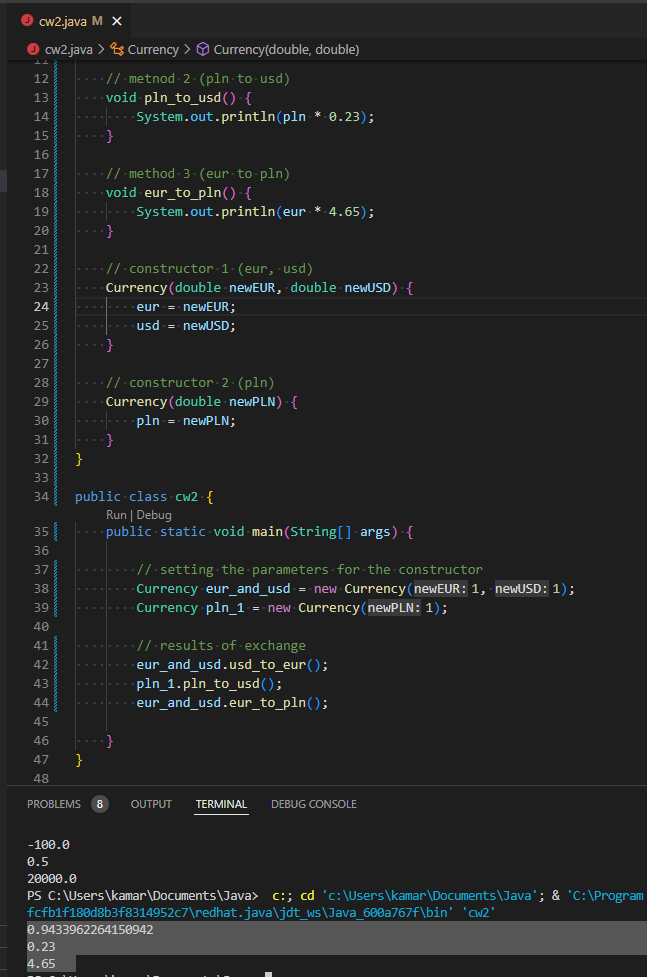 cw2.java M ×
cw2.java > Currency > Currency(double, double)
11
12 // method 2 (pln to usd)
13 void pln_to_usd() {
14 System.out.println(pln * 0.23);
15 }
16
17 // method 3 (eur to pln)
18 void eur_to_pln() {
19 System.out.println(eur * 4.65);
20 }
21
22 // constructor 1 (eur, usd)
23 Currency(double newEUR, double newUSD) {
24 eur = newEUR;
25 usd = newUSD;
26 }
27
28 // constructor 2 (pln)
29 Currency(double newPLN) {
30 pln = newPLN;
31 }
32 }
33
34 public class cw2 {
Run | Debug
35 public static void main(String[] args) {
36
37 // setting the parameters for the constructor
38 Currency eur_and_usd = new Currency(newEUR: 1, newUSD: 1);
39 Currency pln_1 = new Currency(newPLN: 1);
40
41 // results of exchange
42 eur_and_usd.usd_to_eur();
43 pln_1.pln_to_usd();
44 eur_and_usd.eur_to_pln();
45
46 }
47 }
48
PROBLEMS 8 OUTPUT TERMINAL DEBUG CONSOLE
-100.0
0.5
20000.0
PS C:\Users\kamar\Documents\Java> c:; cd 'c:\Users\kamar\Documents\Java'; & 'C:\Program
fcfb1f180d8b3f8314952c7\redhat.java\jdt_ws\Java_600a767f\bin' 'cw2'
0.9433962264150942
0.23
4.65